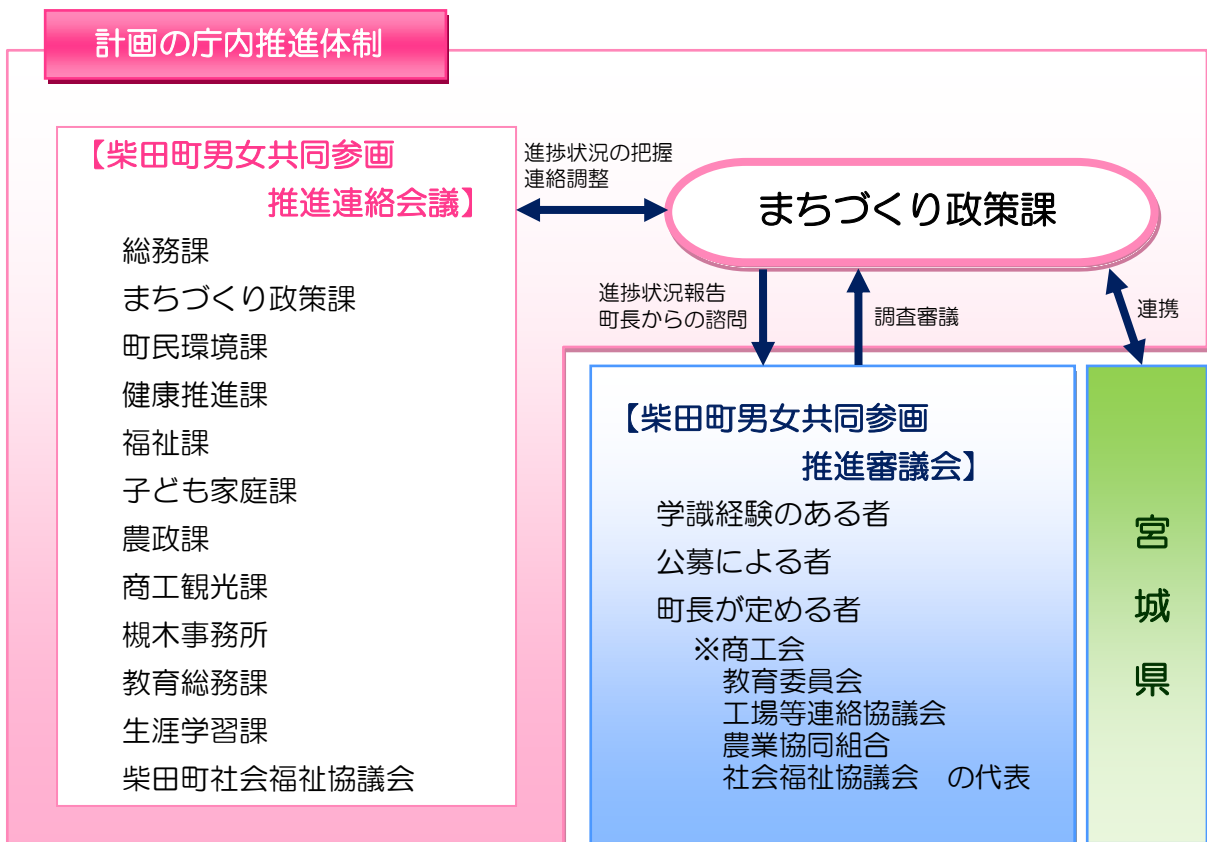 計画の庁内推進体制
【柴田町男女共同参画
推進連絡会議】
総務課
まちづくり政策課
町民環境課
健康推進課
福祉課
子ども家庭課
農政課
商工観光課
槻木事務所
教育総務課
生涯学習課
柴田町社会福祉協議会
進捗状況の把握
連絡調整
まちづくり政策課
進捗状況報告
町長からの諮問
調査審議
連携
【柴田町男女共同参画
推進審議会】
学識経験のある者
公募による者
町長が定める者
※商工会
教育委員会
工場等連絡協議会
農業協同組合
社会福祉協議会　の代表
宮城県